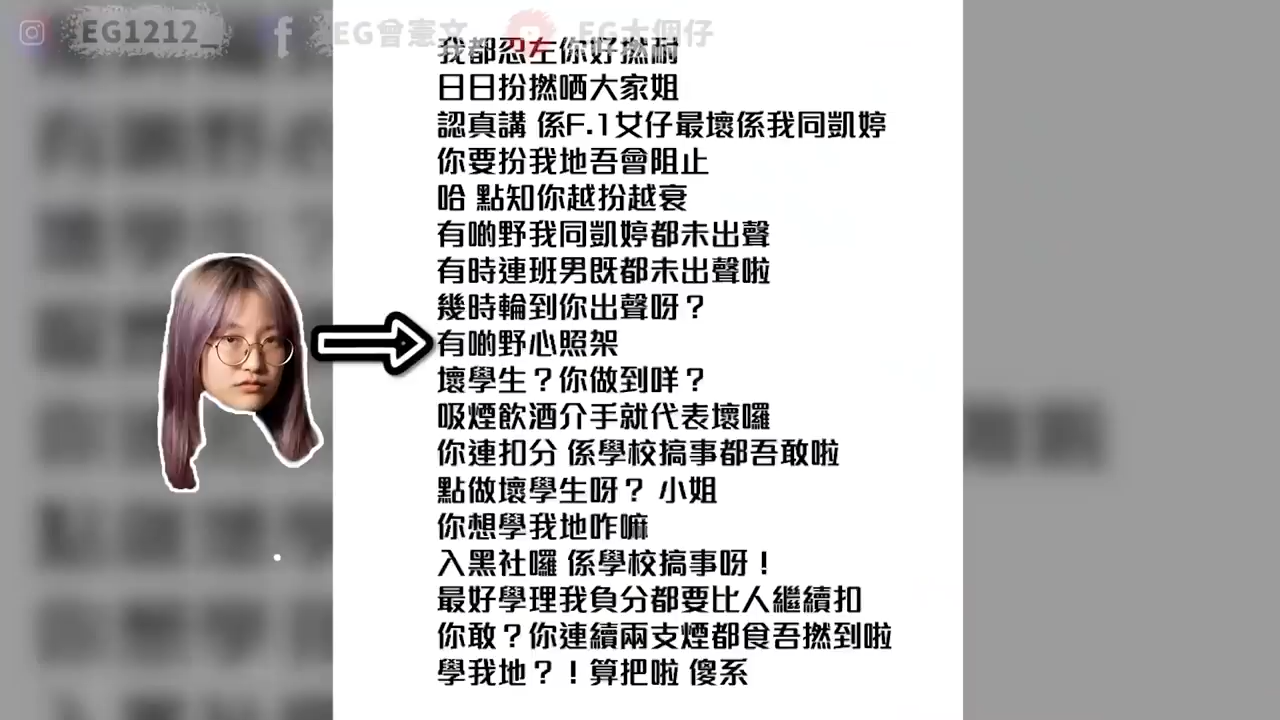 EG1212_
EG曾憲文
EG大個仔
我都忍左你好撚耐
日日扮撚哂大家姐
認真講 係F.1女仔最壞係我同凱婷
你要扮我地吾會阻止
哈 點知你越扮越衰
有啲野我同凱婷都未出聲
有時連班男既都未出聲啦
幾時輪到你出聲呀？
有啲野心照架
壞學生？你做到咩？
吸煙飲酒介手就代表壞囉
你連扣分 係學校搞事都吾敢啦
點做壞學生呀？ 小姐
你想學我地咋嘛
入黑社囉 係學校搞事呀！
最好學理我負分都要比人繼續扣
你敢？你連續兩支煙都食吾撚到啦
學我地？！算把啦 傻系